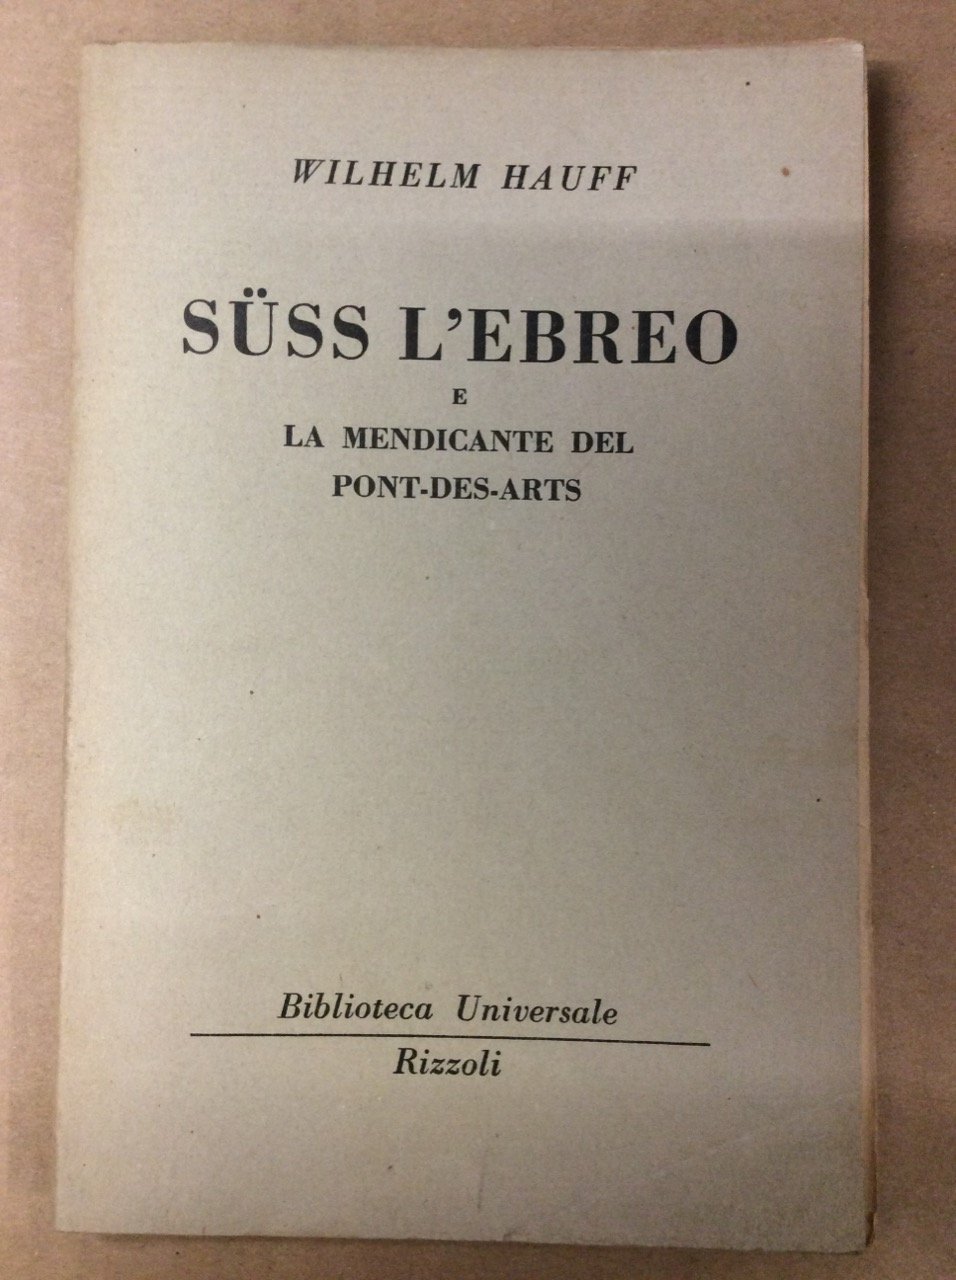 WILHELM HAUFF
SÜSS L'EBREO
E
LA MENDICANTE DEL
PONT-DES-ARTS
Biblioteca Universale
Rizzoli